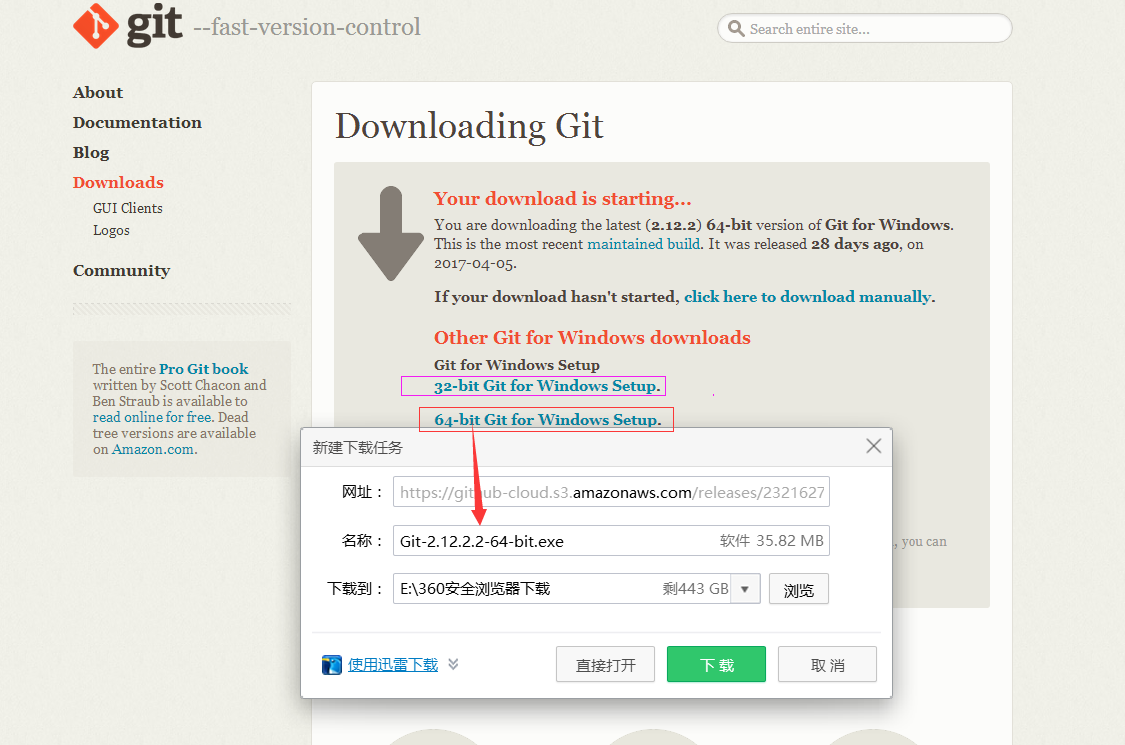 git --fast-version-control
Search entire site...
About
Documentation
Blog
Downloads
GUI Clients
Logos
Community
The entire Pro Git book
written by Scott Chacon and
Ben Straub is available to
read online for free. Dead
tree versions are available
on Amazon.com.
Downloading Git
Your download is starting...
You are downloading the latest (2.12.2) 64-bit version of Git for Windows.
This is the most recent maintained build. It was released 28 days ago, on
2017-04-05.
If your download hasn't started, click here to download manually.
Other Git for Windows downloads
Git for Windows Setup
32-bit Git for Windows Setup.
64-bit Git for Windows Setup.
, you can
新建下载任务
网址： https://github-cloud.s3.amazonaws.com/releases/2321627
名称： Git-2.12.2.2-64-bit.exe 软件 35.82 MB
下载到： E:\360安全浏览器下载 剩443 GB 浏览
使用迅雷下载 直接打开 下载 取消